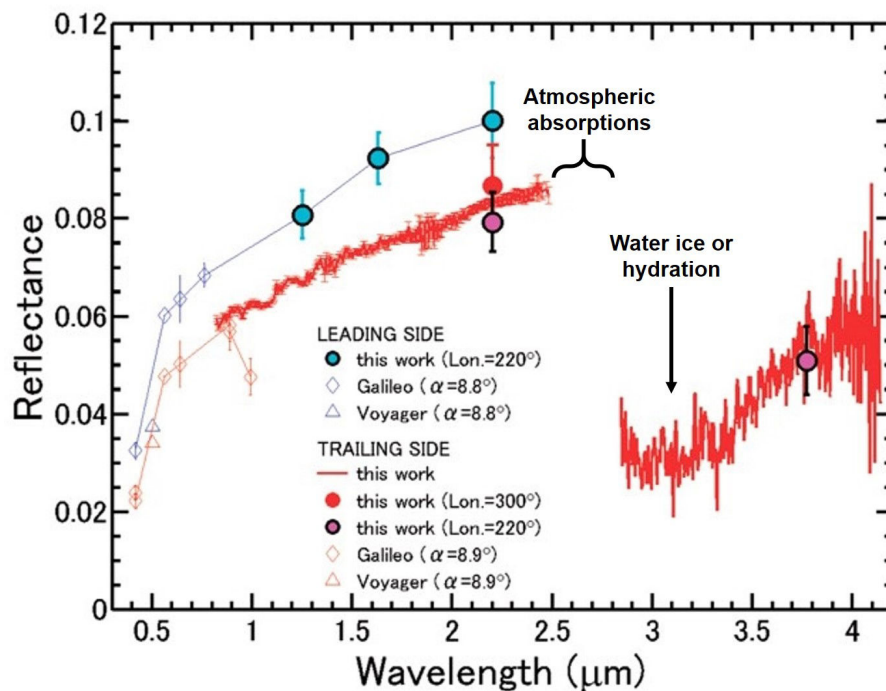 0.12
0.1
0.08
0.06
0.04
0.02
0
Reflectance
Atmospheric
absorptions
Water ice or
hydration
LEADING SIDE
this work (Lon.=220°)
Galileo (α=8.8°)
Voyager (α=8.8°)
TRAILING SIDE
this work
this work (Lon.=300°)
this work (Lon.=220°)
Galileo (α=8.9°)
Voyager (α=8.9°)
0.5 1 1.5 2 2.5 3 3.5 4
Wavelength (μm)